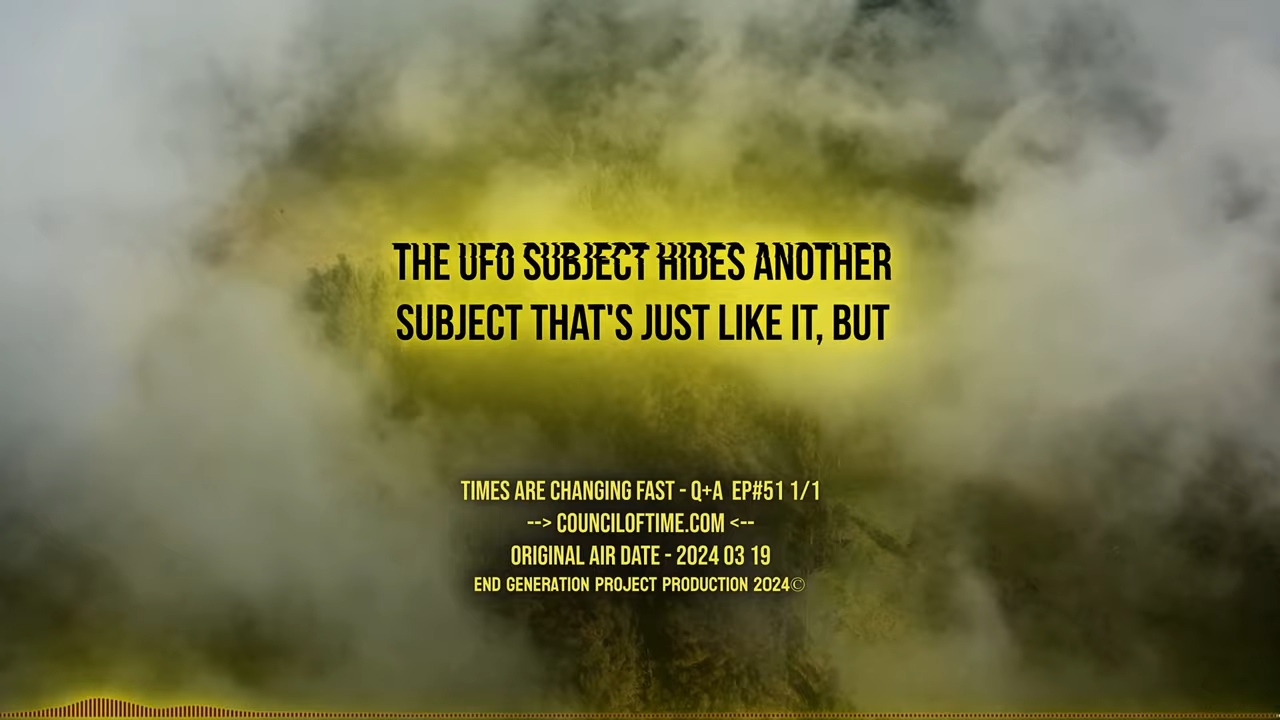 THE UFO SUBJECT HIDES ANOTHER
SUBJECT THAT'S JUST LIKE IT, BUT
TIMES ARE CHANGING FAST - Q+A EP#51 1/1
--> COUNCILOFTIME.COM <--
ORIGINAL AIR DATE - 2024 03 19
END GENERATION PROJECT PRODUCTION 2024©